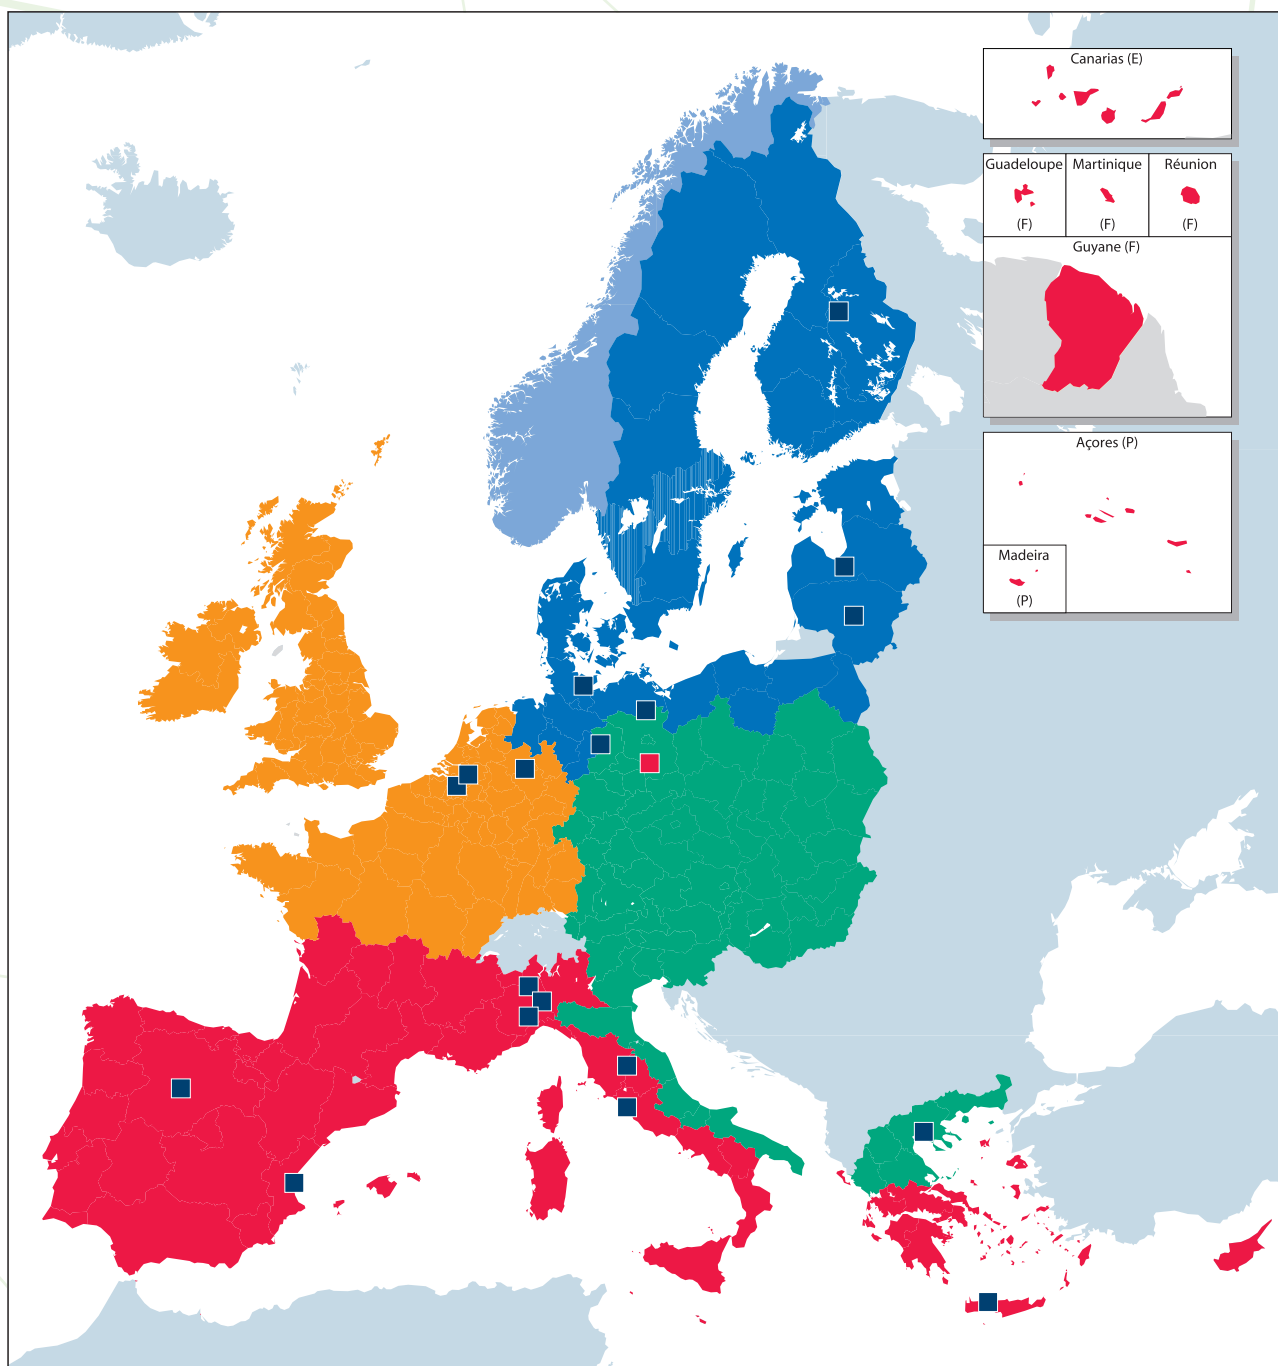 Canarias (E)
Guadeloupe
Martinique
Réunion
(F)
(F)
(F)
Guyane (F)
Açores (P)
Madeira
(P)